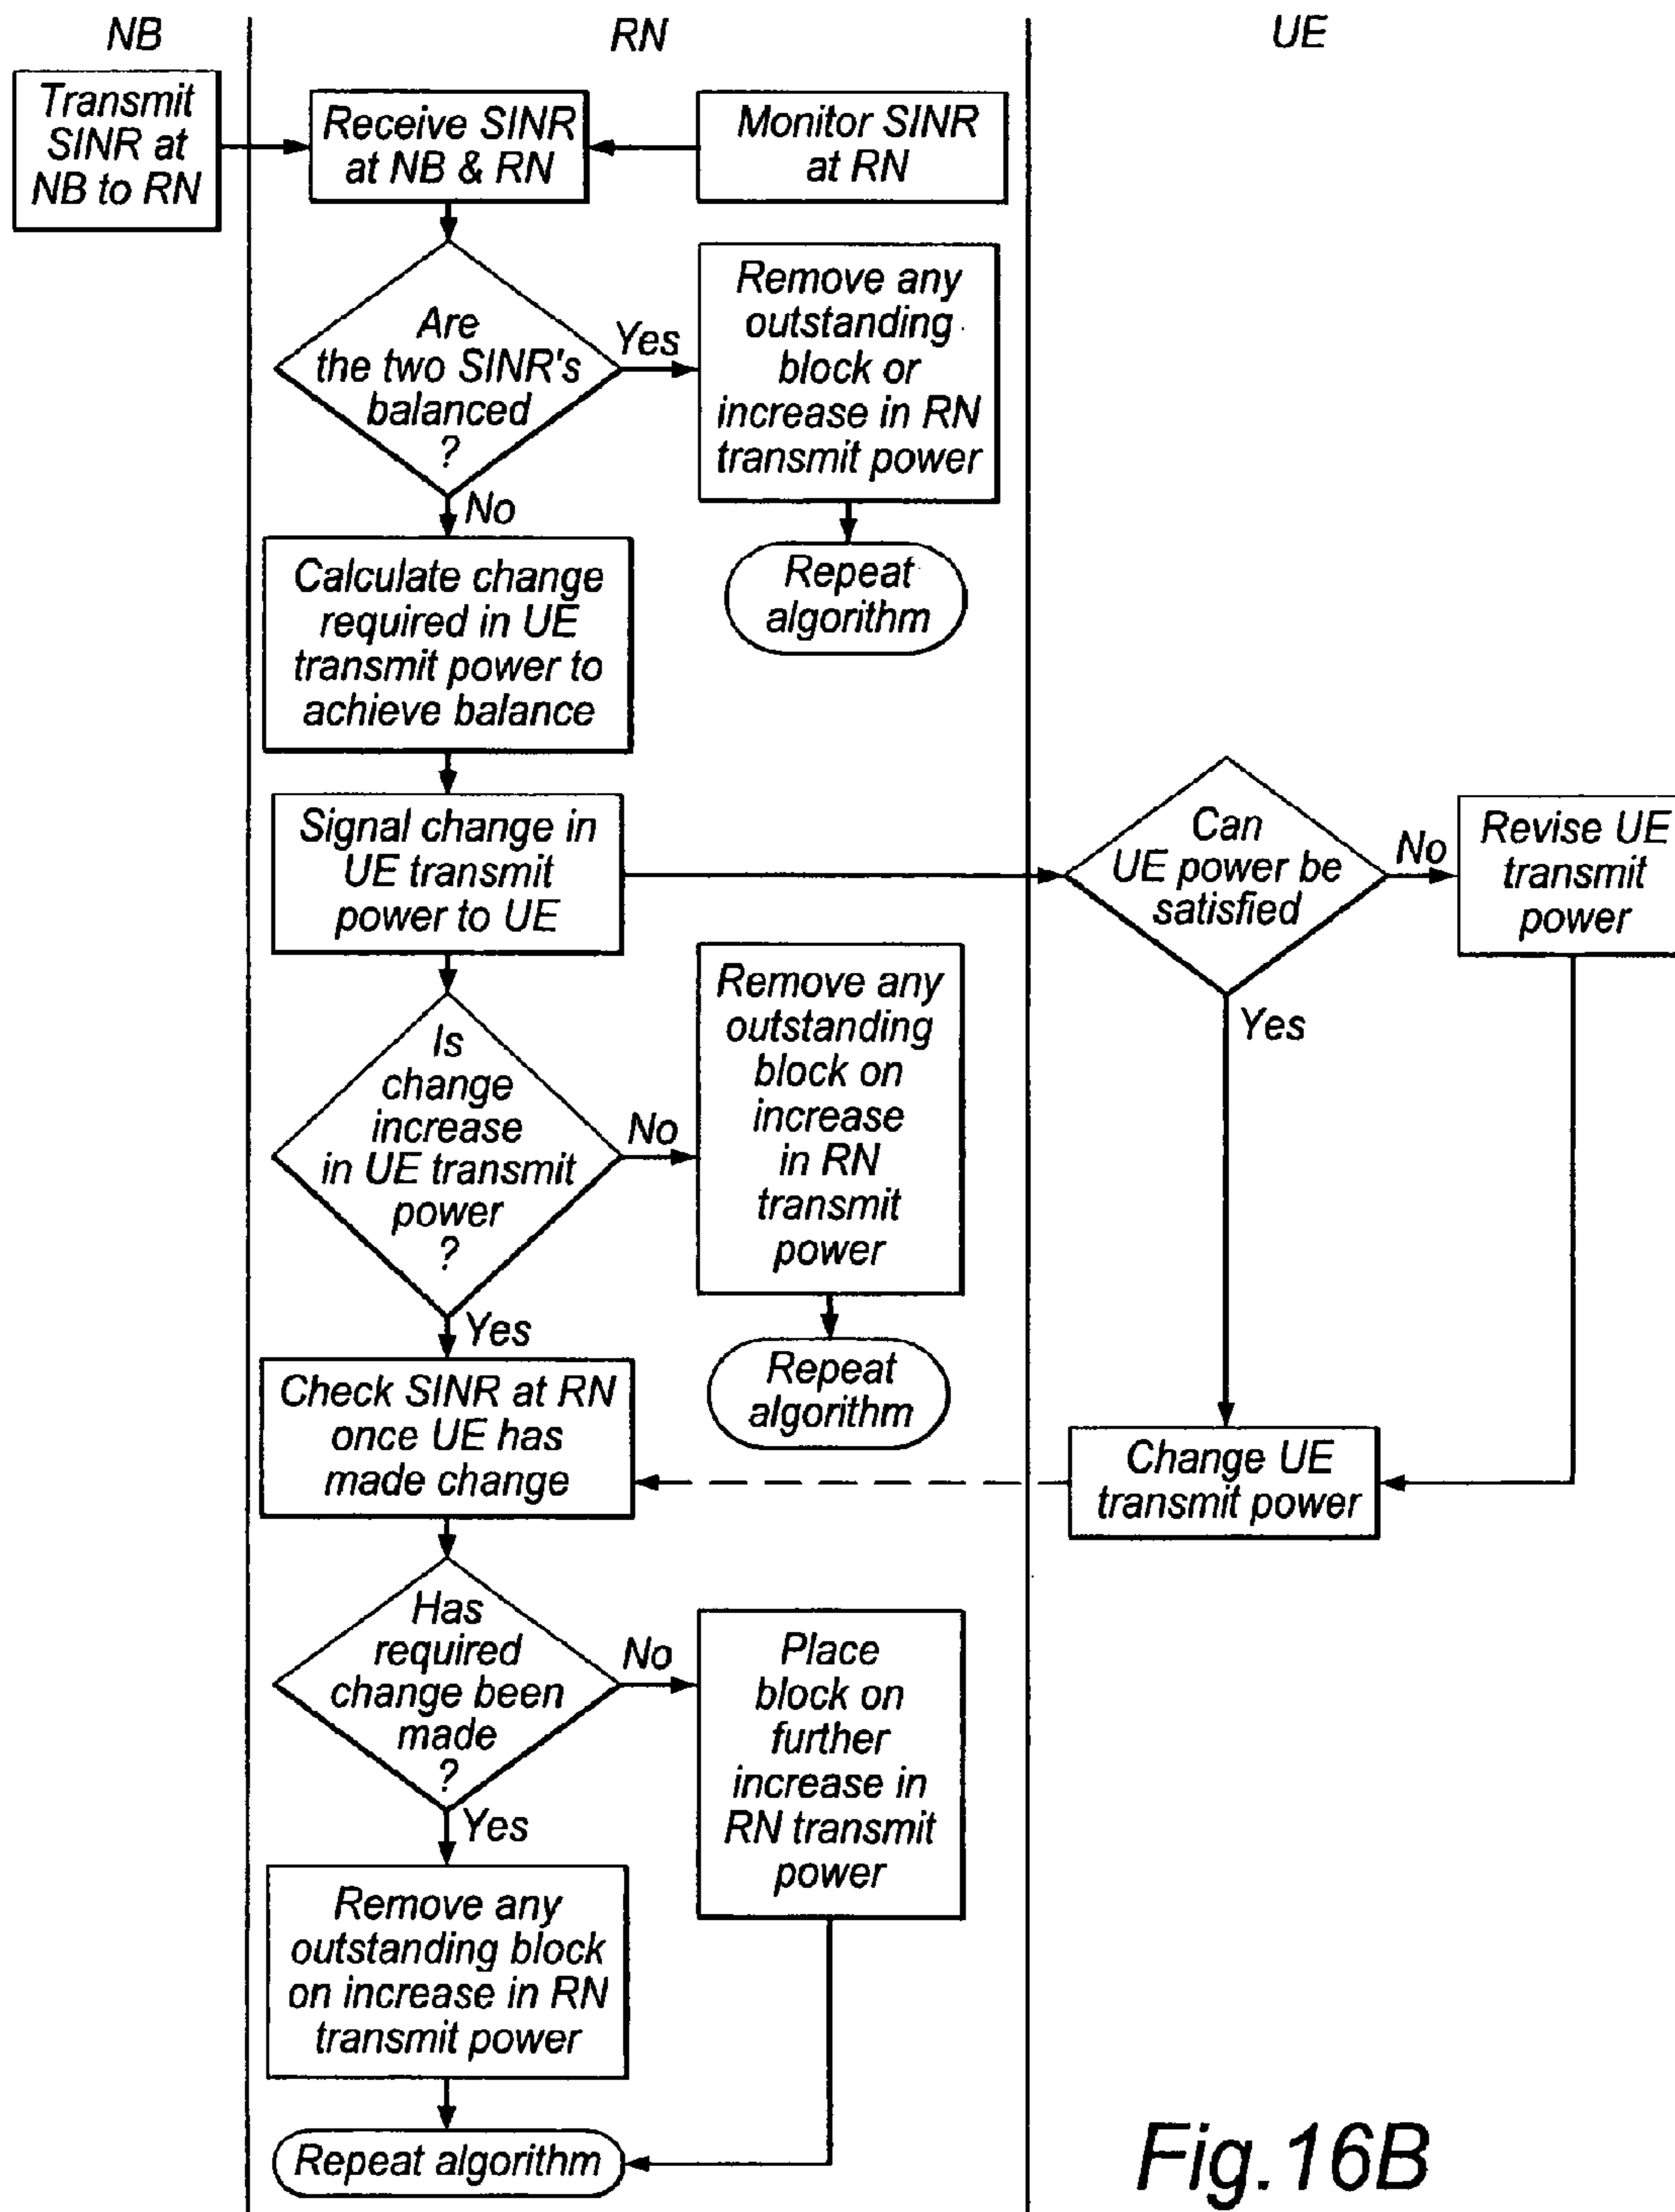 NB
RN
UE
Transmit
SINR at
NB to RN
Receive SINR
at NB & RN
Monitor SINR
at RN
Are
the two SINR's
balanced
?
Yes
Remove any
outstanding
block or
increase in RN
transmit power
Repeat
algorithm
No
Calculate change
required in UE
transmit power to
achieve balance
Signal change in
UE transmit
power to UE
Can
UE power be
satisfied
No
Revise UE
transmit
power
Yes
Is
change
increase
in UE transmit
power
?
No
Remove any
outstanding
block on
increase
in RN
transmit
power
Repeat
algorithm
Yes
Check SINR at RN
once UE has
made change
Change UE
transmit power
Has
required
change been
made
?
No
Place
block on
further
increase in
RN transmit
power
Yes
Remove any
outstanding block
on increase in RN
transmit power
Repeat algorithm
Fig.16B